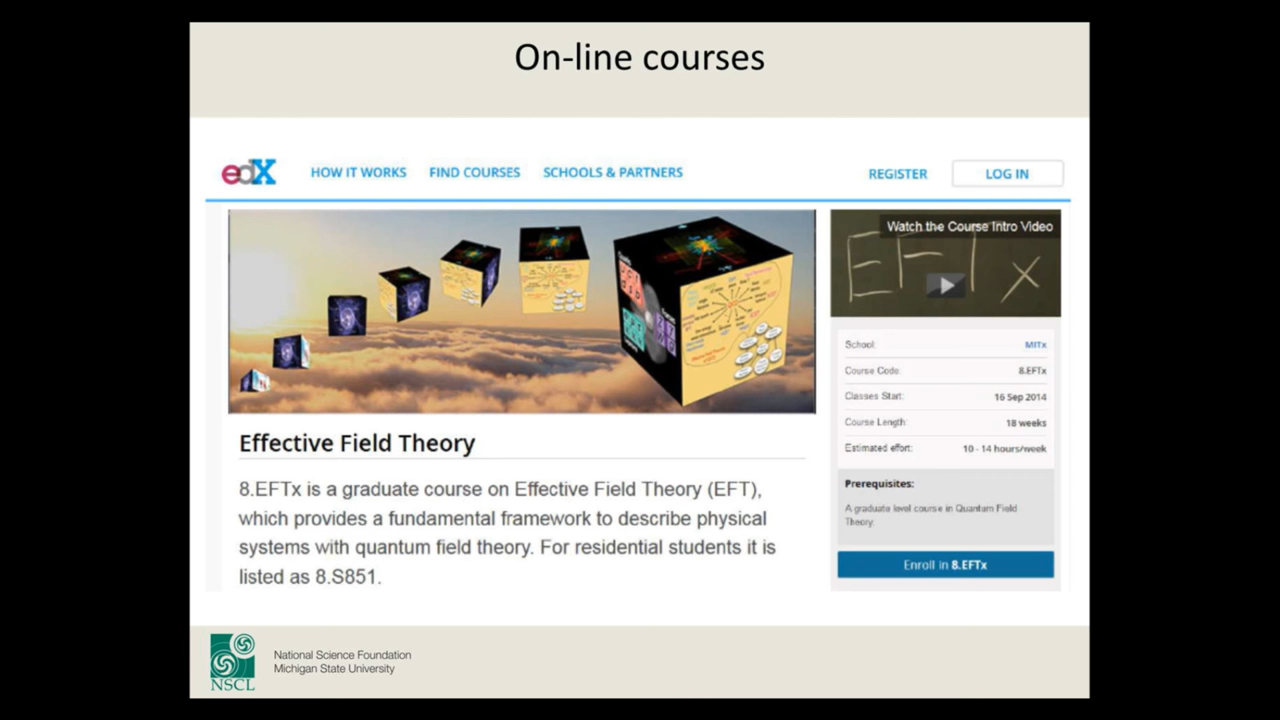 On-line courses
edX
HOW IT WORKS
FIND COURSES
SCHOOLS & PARTNERS
REGISTER
LOG IN
Watch the Course Intro Video
EFTx
School: MITx
Course Code: 8.EFTx
Classes Start: 16 Sep 2014
Course Length: 18 weeks
Estimated effort: 10 - 14 hours/week
Prerequisites:
A graduate level course in Quantum Field
Theory.
Enroll in 8.EFTx
Effective Field Theory
8.EFTx is a graduate course on Effective Field Theory (EFT),
which provides a fundamental framework to describe physical
systems with quantum field theory. For residential students it is
listed as 8.S851.
NSCL
National Science Foundation
Michigan State University